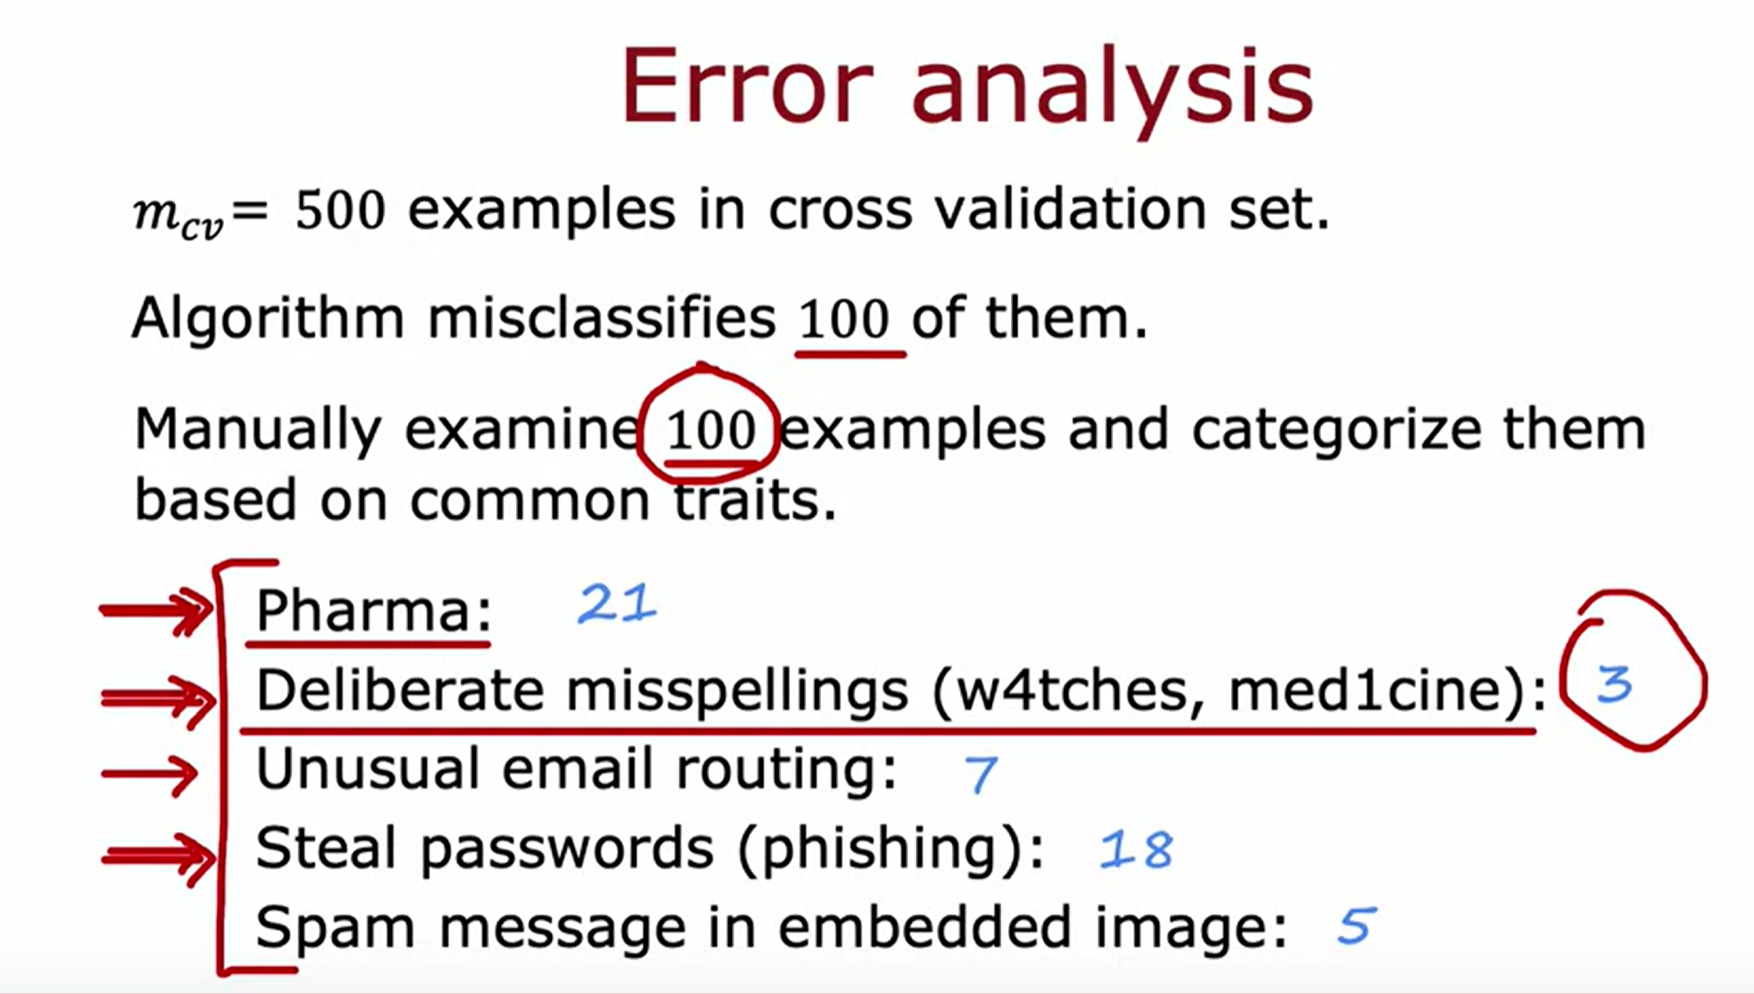 Error analysis
m_cv = 500 examples in cross validation set.
Algorithm misclassifies 100 of them.
Manually examine 100 examples and categorize them
based on common traits.
Pharma: 21
Deliberate misspellings (w4tches, med1cine): 3
Unusual email routing: 7
Steal passwords (phishing): 18
Spam message in embedded image: 5